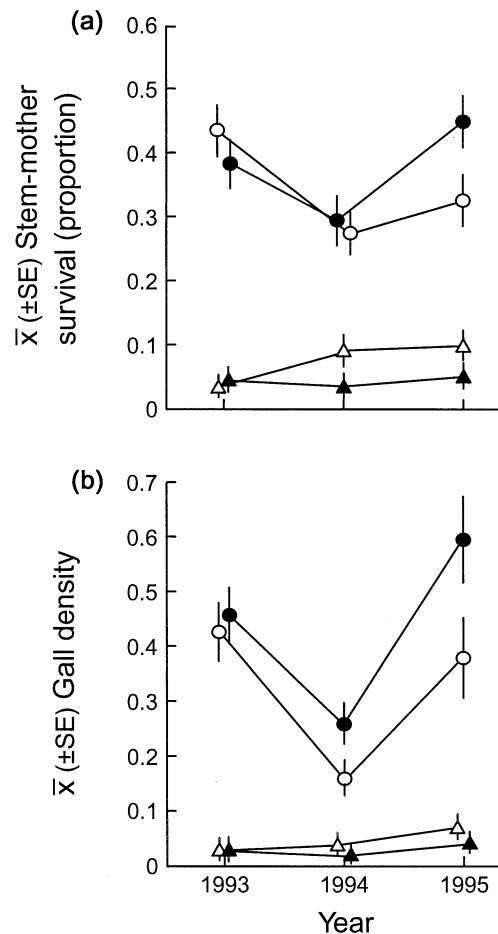 (a)
0.6
0.5
0.4
0.3
0.2
0.1
0
x̄ (±SE) Stem-mother
survival (proportion)
(b)
0.7
0.6
0.5
0.4
0.3
0.2
0.1
0
x̄ (±SE) Gall density
1993 1994 1995
Year